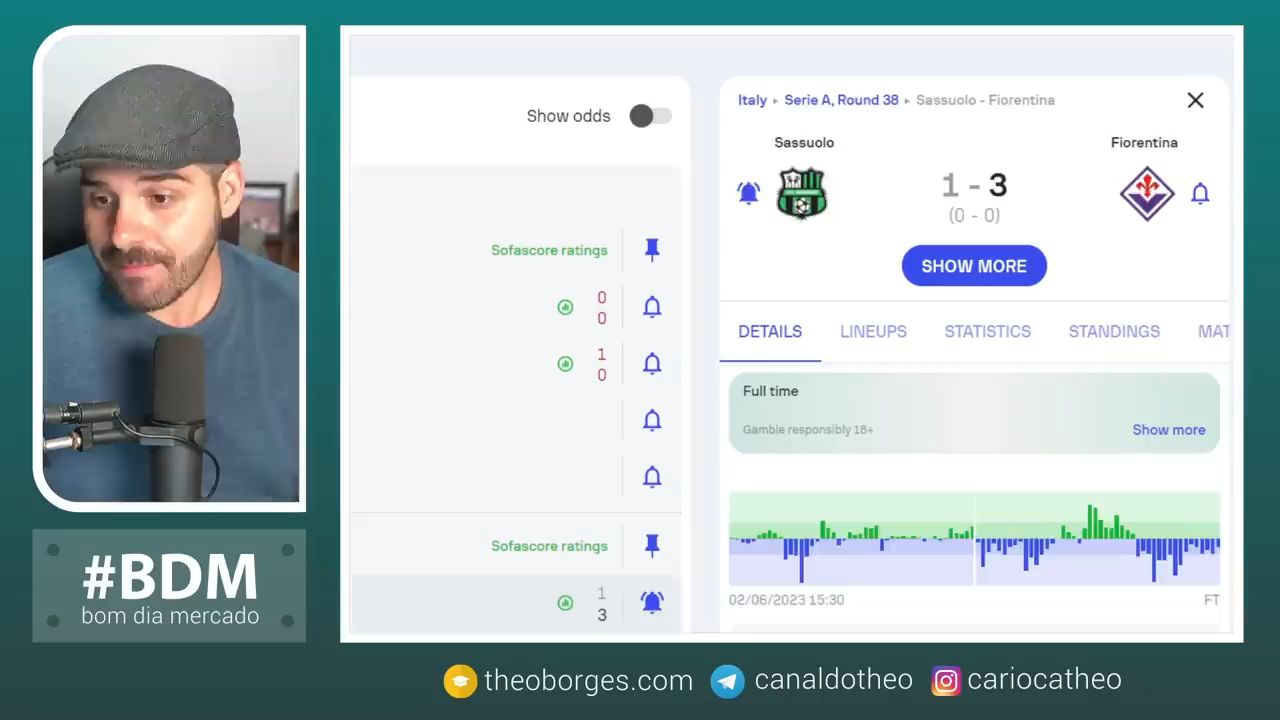 Show odds
Sofascore ratings
0
0
1
0
Sofascore ratings
1
3
Italy ▸ Serie A, Round 38 ▸ Sassuolo - Fiorentina
Sassuolo
Fiorentina
1 - 3
(0 - 0)
SHOW MORE
DETAILS LINEUPS STATISTICS STANDINGS MAT
Full time
Gamble responsibly 18+
Show more
02/06/2023 15:30
FT
#BDM
bom dia mercado
theoborges.com canaldotheo cariocatheo